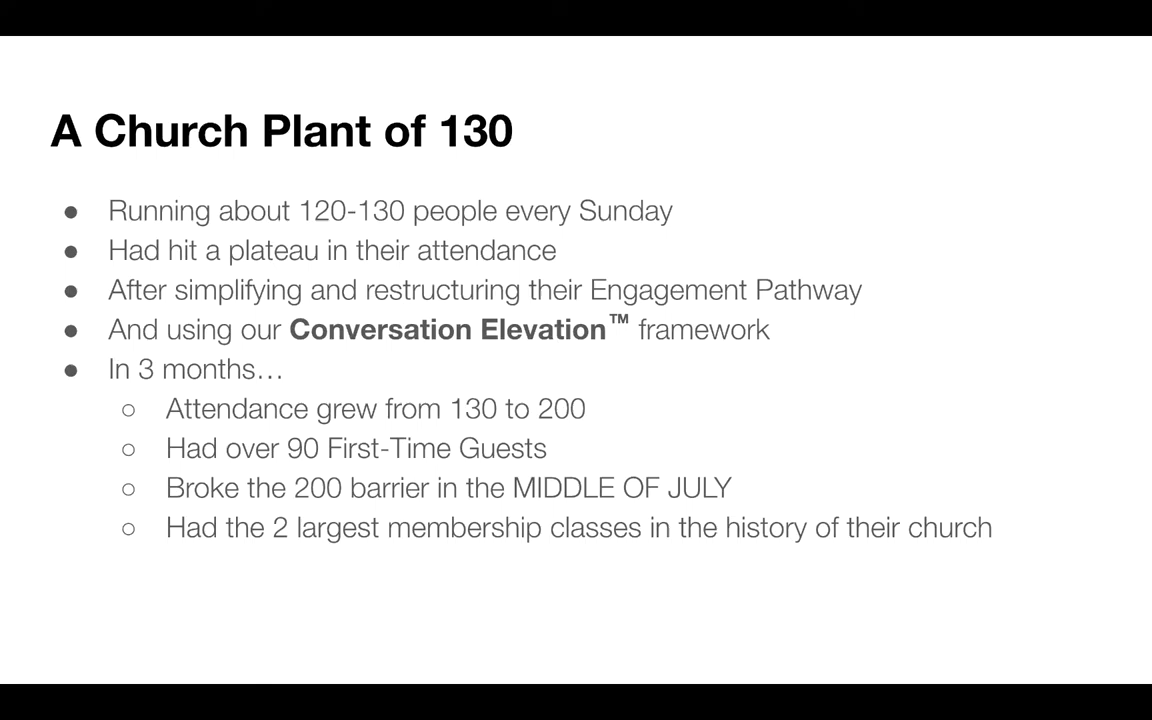 A Church Plant of 130
● Running about 120-130 people every Sunday
● Had hit a plateau in their attendance
● After simplifying and restructuring their Engagement Pathway
● And using our Conversation Elevation™ framework
● In 3 months…
○ Attendance grew from 130 to 200
○ Had over 90 First-Time Guests
○ Broke the 200 barrier in the MIDDLE OF JULY
○ Had the 2 largest membership classes in the history of their church